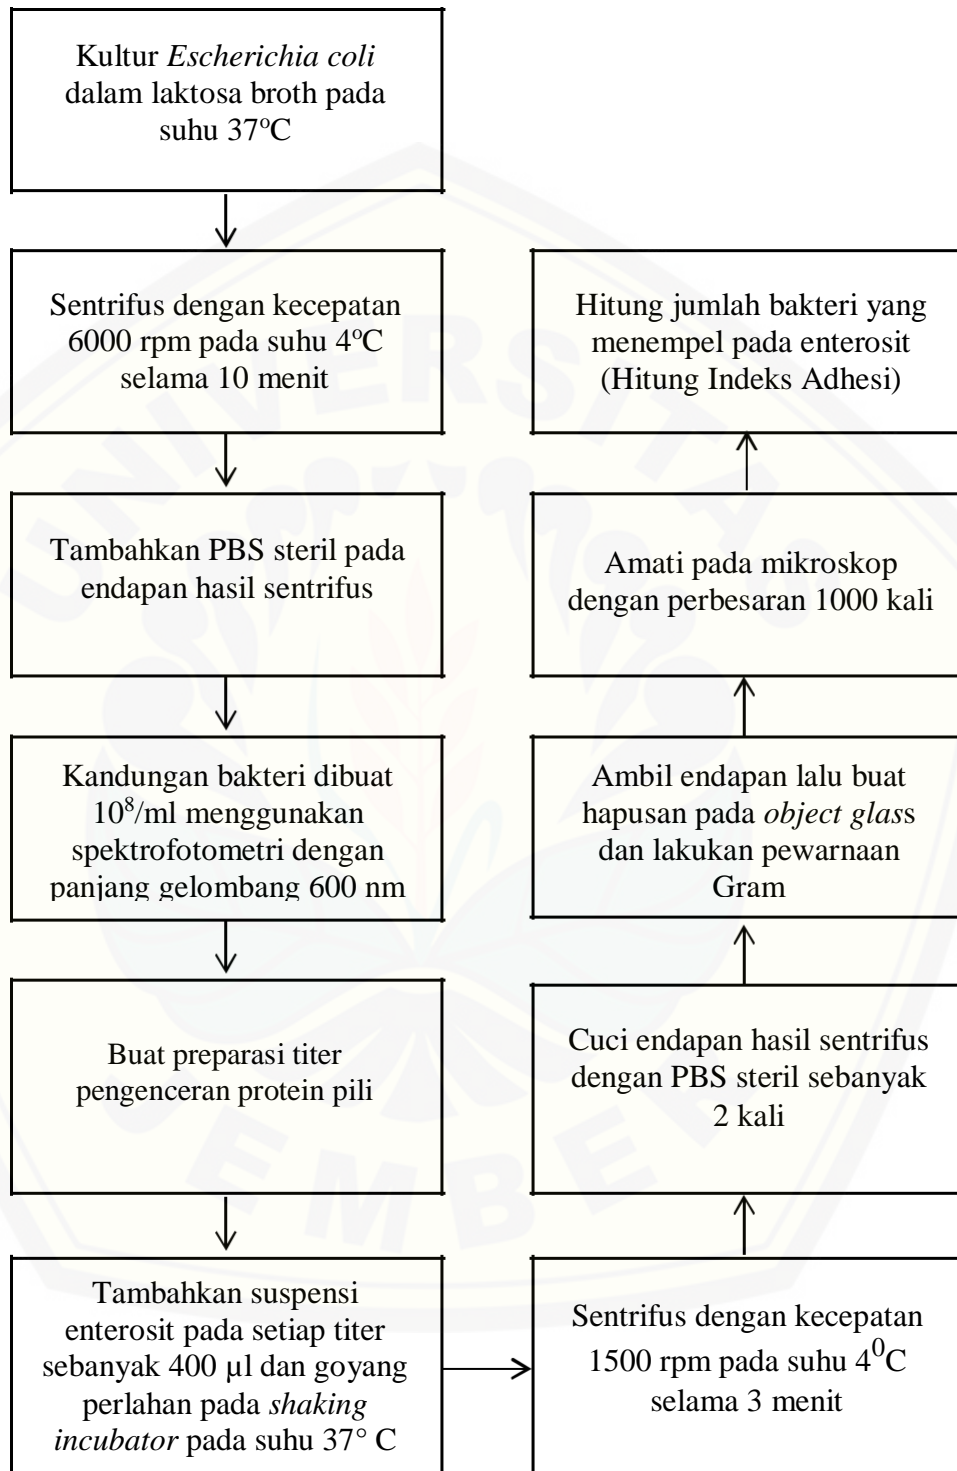 Kultur Escherichia coli
dalam laktosa broth pada
suhu 37°C
Sentrifus dengan kecepatan
6000 rpm pada suhu 4°C
selama 10 menit
Tambahkan PBS steril pada
endapan hasil sentrifus
Kandungan bakteri dibuat
10⁸/ml menggunakan
spektrofotometri dengan
panjang gelombang 600 nm
Buat preparasi titer
pengenceran protein pili
Tambahkan suspensi
enterosit pada setiap titer
sebanyak 400 µl dan goyang
perlahan pada shaking
incubator pada suhu 37° C
Sentrifus dengan kecepatan
1500 rpm pada suhu 4⁰C
selama 3 menit
Cuci endapan hasil sentrifus
dengan PBS steril sebanyak
2 kali
Ambil endapan lalu buat
hapusan pada object glass
dan lakukan pewarnaan
Gram
Amati pada mikroskop
dengan perbesaran 1000 kali
Hitung jumlah bakteri yang
menempel pada enterosit
(Hitung Indeks Adhesi)
UNIVERSITAS
JEMBER